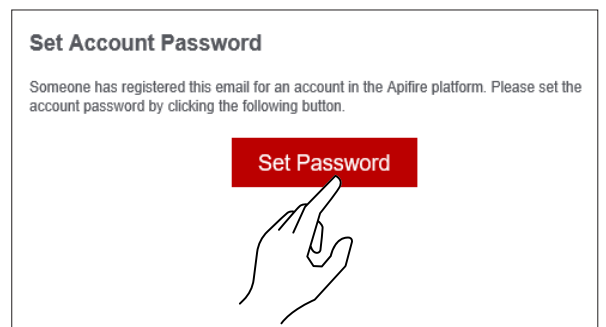 Set Account Password
Someone has registered this email for an account in the Apifire platform. Please set the
account password by clicking the following button.
Set Password